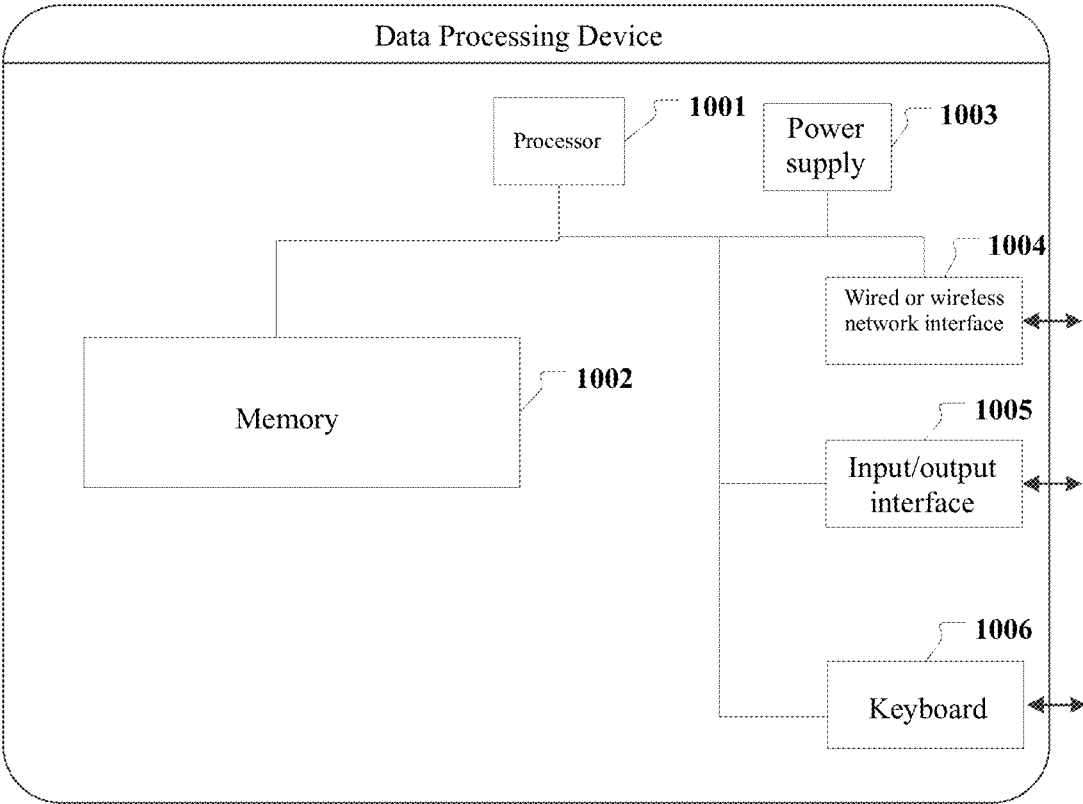 Data Processing Device
1001
Processor
1003
Power
supply
1004
Wired or wireless
network interface
1002
Memory
1005
Input/output
interface
1006
Keyboard